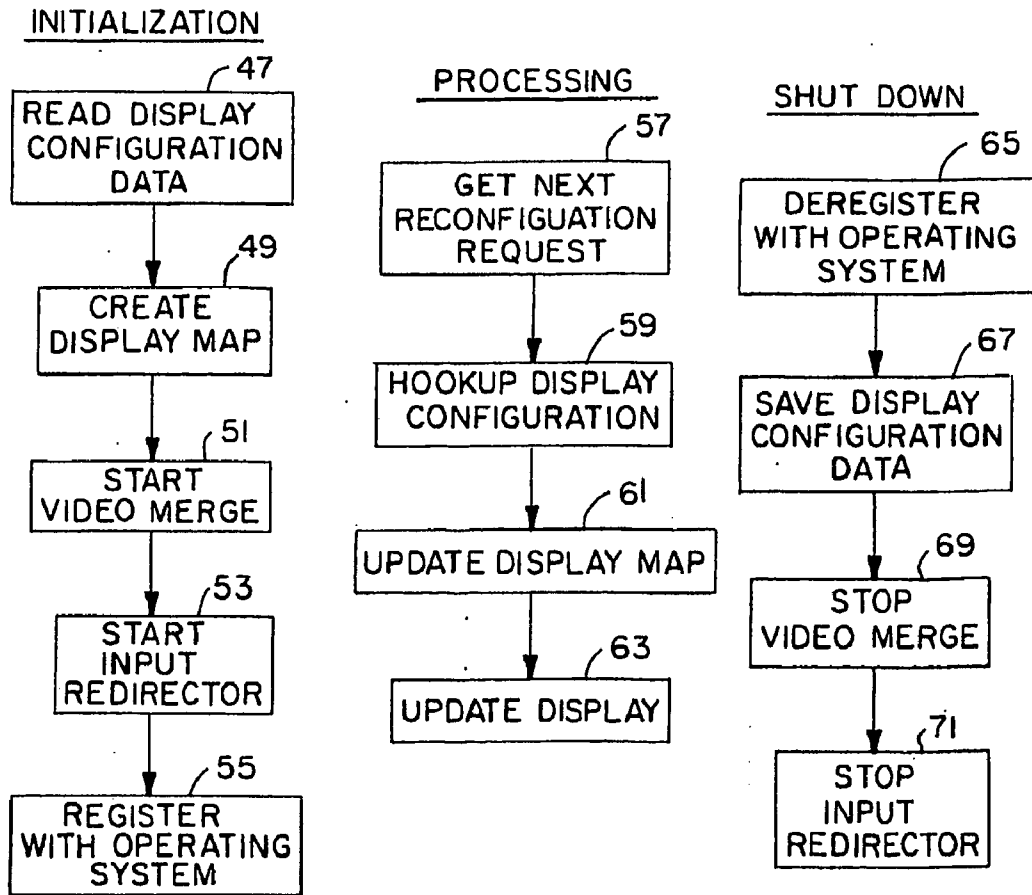 INITIALIZATION
47
READ DISPLAY
CONFIGURATION
DATA
49
CREATE
DISPLAY MAP
51
START
VIDEO MERGE
53
START
INPUT
REDIRECTOR
55
REGISTER
WITH OPERATING
SYSTEM
PROCESSING
57
GET NEXT
RECONFIGUATION
REQUEST
59
HOOKUP DISPLAY
CONFIGURATION
61
UPDATE DISPLAY MAP
63
UPDATE DISPLAY
SHUT DOWN
65
DEREGISTER
WITH OPERATING
SYSTEM
67
SAVE DISPLAY
CONFIGURATION
DATA
69
STOP
VIDEO MERGE
71
STOP
INPUT
REDIRECTOR